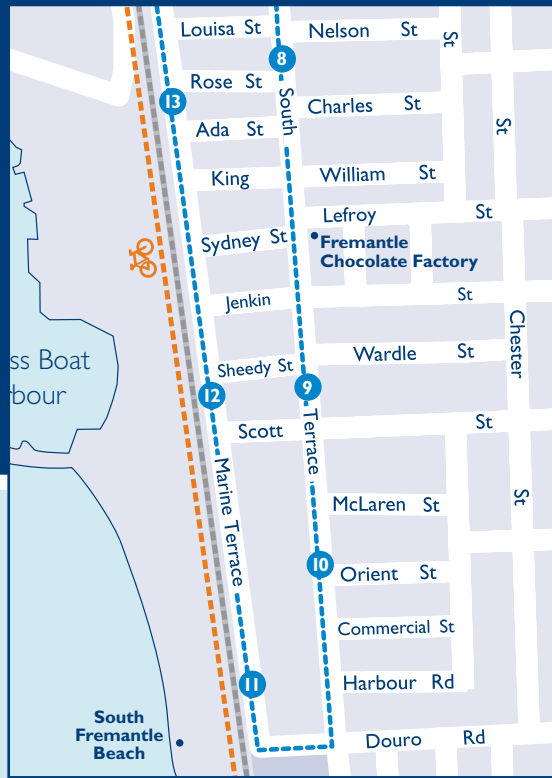 Louisa St
Nelson St
St
8
Rose St
South
13
Charles St
Ada St
St
King
William St
Lefroy St
Sydney St
Fremantle
Chocolate Factory
Jenkin
St
Chester
ss Boat
rbour
Sheedy St
Wardle St
12
9
Scott
Terrace
St
Marine Terrace
McLaren St
St
10
Orient St
Commercial St
11
Harbour Rd
South
Fremantle
Beach
Douro Rd